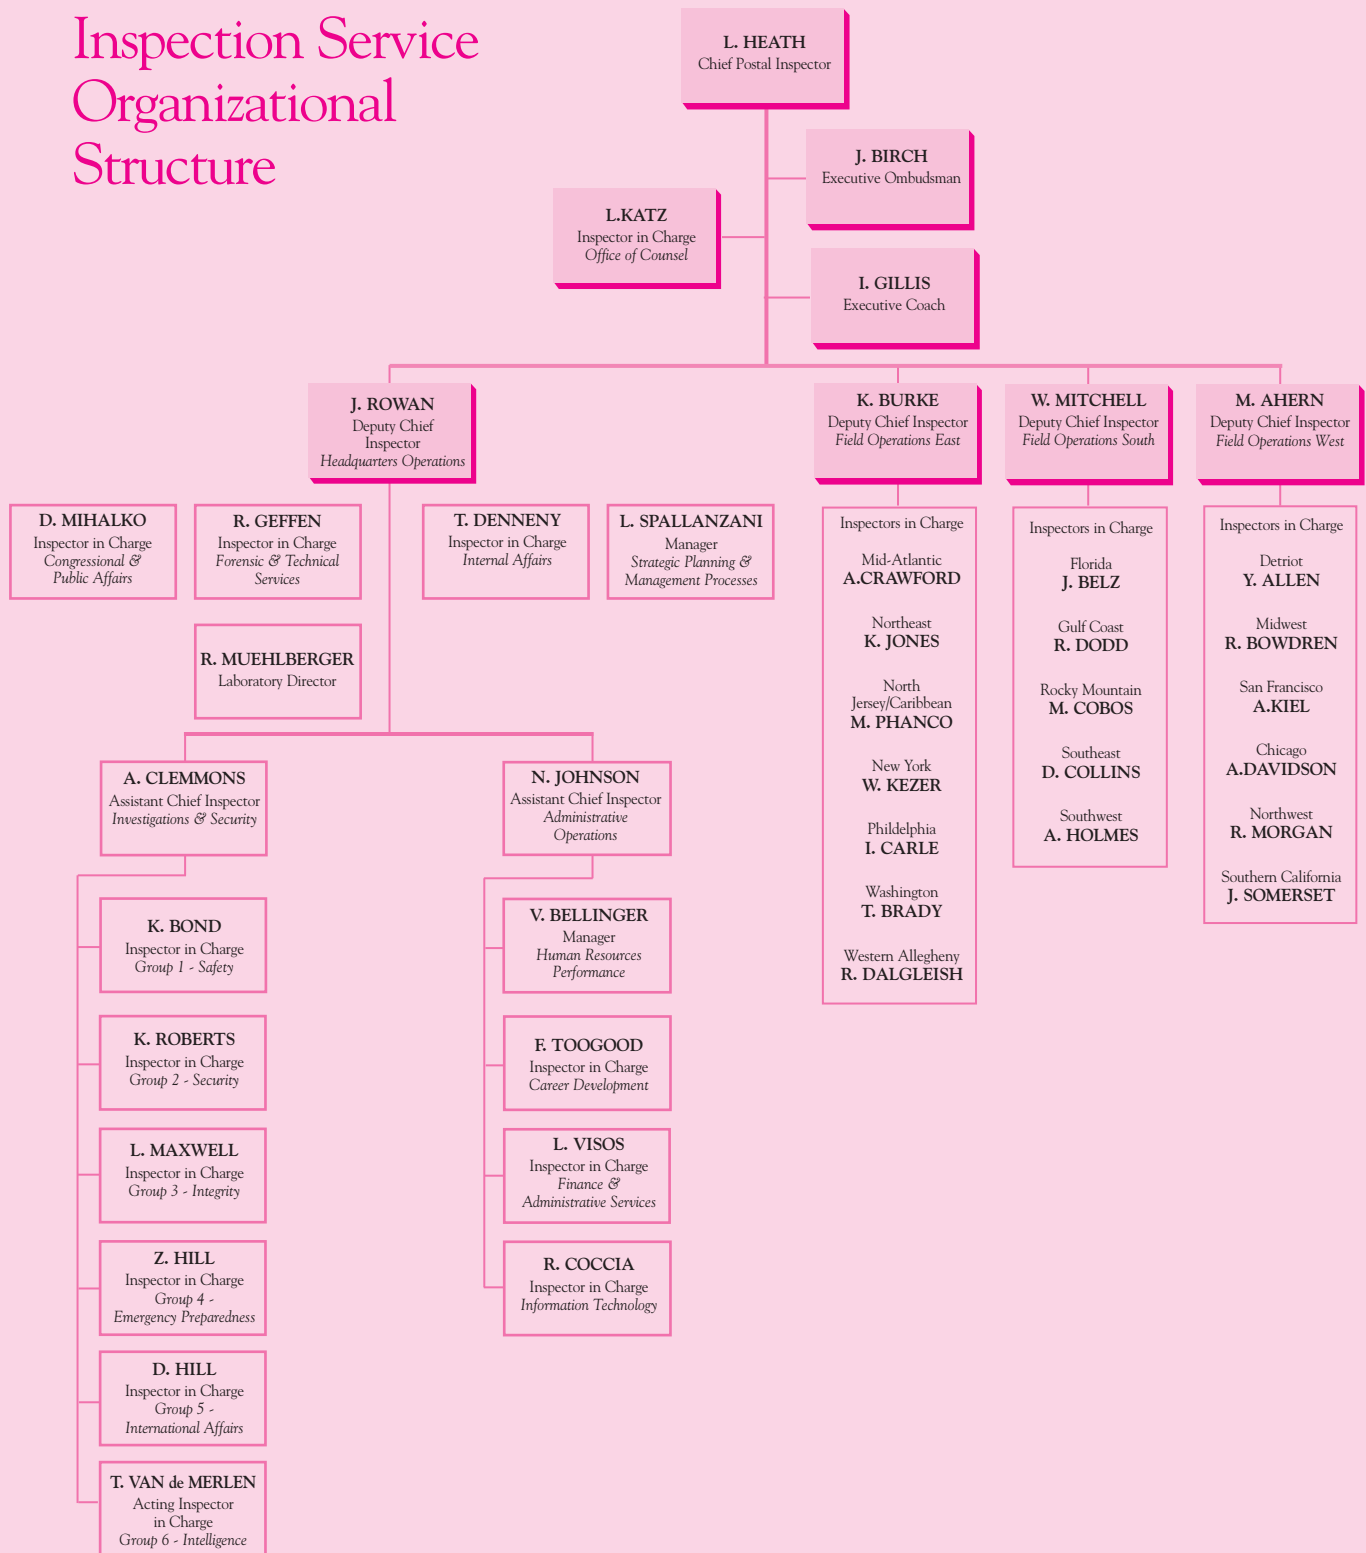 Inspection Service
Organizational
Structure
L. HEATH
Chief Postal Inspector
J. BIRCH
Executive Ombudsman
L.KATZ
Inspector in Charge
Office of Counsel
I. GILLIS
Executive Coach
J. ROWAN
Deputy Chief
Inspector
Headquarters Operations
K. BURKE
Deputy Chief Inspector
Field Operations East
W. MITCHELL
Deputy Chief Inspector
Field Operations South
M. AHERN
Deputy Chief Inspector
Field Operations West
D. MIHALKO
Inspector in Charge
Congressional &
Public Affairs
R. GEFFEN
Inspector in Charge
Forensic & Technical
Services
T. DENNENY
Inspector in Charge
Internal Affairs
L. SPALLANZANI
Manager
Strategic Planning &
Management Processes
R. MUEHLBERGER
Laboratory Director
A. CLEMMONS
Assistant Chief Inspector
Investigations & Security
K. BOND
Inspector in Charge
Group 1 - Safety
K. ROBERTS
Inspector in Charge
Group 2 - Security
L. MAXWELL
Inspector in Charge
Group 3 - Integrity
Z. HILL
Inspector in Charge
Group 4 -
Emergency Preparedness
D. HILL
Inspector in Charge
Group 5 -
International Affairs
T. VAN de MERLEN
Acting Inspector
in Charge
Group 6 - Intelligence
N. JOHNSON
Assistant Chief Inspector
Administrative
Operations
V. BELLINGER
Manager
Human Resources
Performance
F. TOOGOOD
Inspector in Charge
Career Development
L. VISOS
Inspector in Charge
Finance &
Administrative Services
R. COCCIA
Inspector in Charge
Information Technology
Inspectors in Charge
Mid-Atlantic
A.CRAWFORD
Northeast
K. JONES
North
Jersey/Caribbean
M. PHANCO
New York
W. KEZER
Phildelphia
I. CARLE
Washington
T. BRADY
Western Allegheny
R. DALGLEISH
Inspectors in Charge
Florida
J. BELZ
Gulf Coast
R. DODD
Rocky Mountain
M. COBOS
Southeast
D. COLLINS
Southwest
A. HOLMES
Inspectors in Charge
Detriot
Y. ALLEN
Midwest
R. BOWDREN
San Francisco
A.KIEL
Chicago
A.DAVIDSON
Northwest
R. MORGAN
Southern California
J. SOMERSET